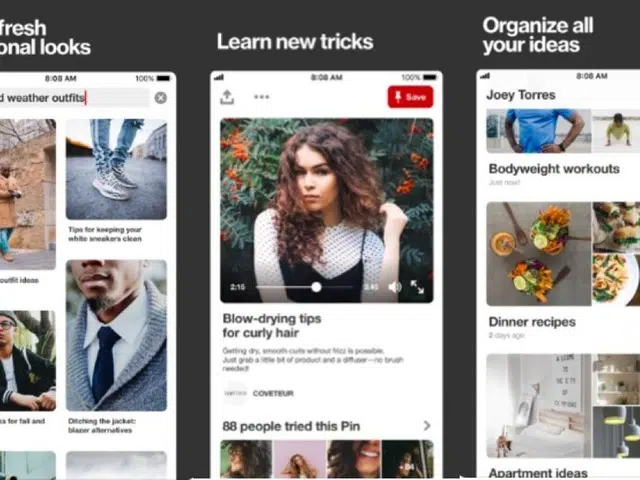 fresh
onal looks
8:08 AM
100%
d weather outfits
Tips for keeping your
white sneakers clean
outfit ideas
ks for fall and
Ditching the jacket:
blazer alternatives
Learn new tricks
8:08 AM
100%
Save
2:15
3:45
Blow-drying tips
for curly hair
Getting dry, smooth curls without frizz is possible.
Just grab a little bit of product and a diffuser—no brush
needed!
COVETEUR
88 people tried this Pin
Organize all
your ideas
8:08 AM
Joey Torres
Bodyweight workouts
Just now!
Dinner recipes
2 days ago
Apartment ideas